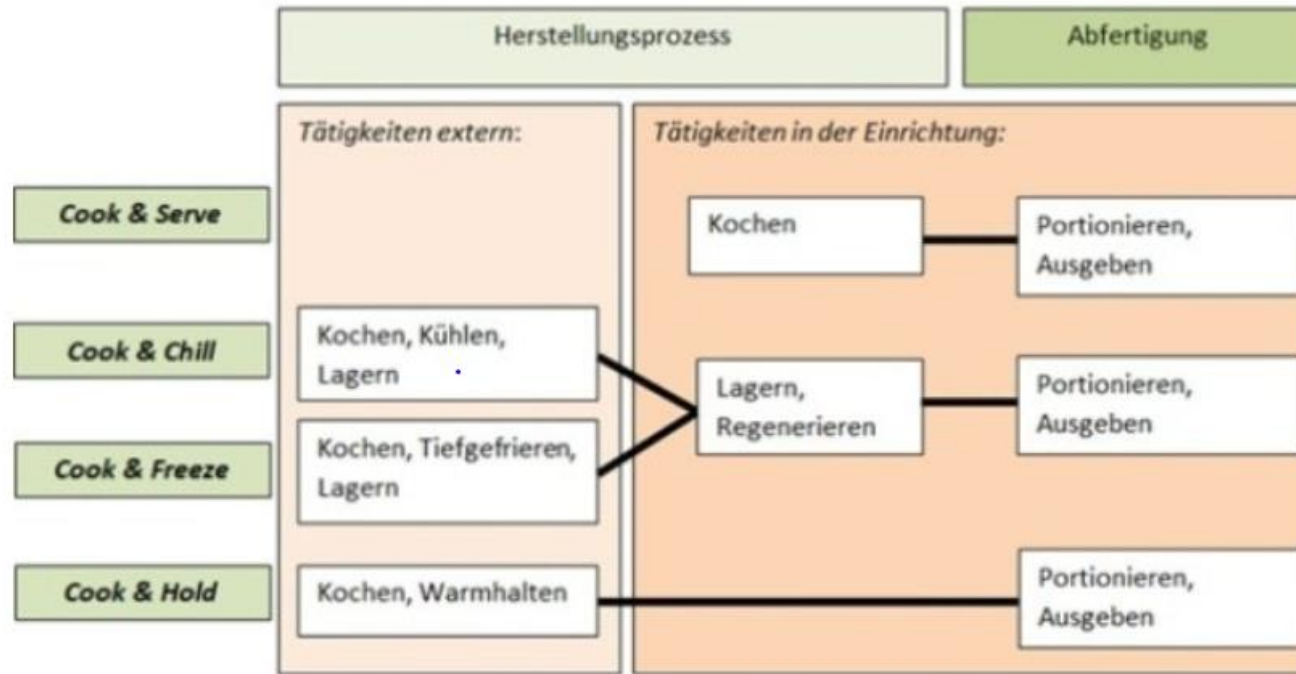 Herstellungsprozess
Abfertigung
Tätigkeiten extern:
Tätigkeiten in der Einrichtung:
Cook & Serve
Kochen
Portionieren,
Ausgeben
Cook & Chill
Kochen, Kühlen,
Lagern
Lagern,
Regenerieren
Portionieren,
Ausgeben
Cook & Freeze
Kochen, Tiefgefrieren,
Lagern
Cook & Hold
Kochen, Warmhalten
Portionieren,
Ausgeben